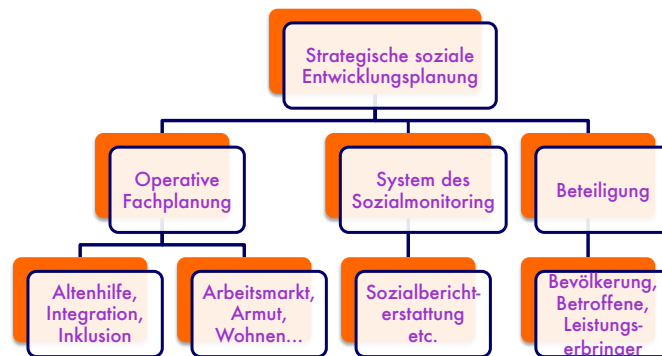 Strategische soziale
Entwicklungsplanung
Operative
Fachplanung
System des
Sozialmonitoring
Beteiligung
Altenhilfe,
Integration,
Inklusion
Arbeitsmarkt,
Armut,
Wohnen...
Sozialbericht-
erstattung
etc.
Bevölkerung,
Betroffene,
Leistungs-
erbringer